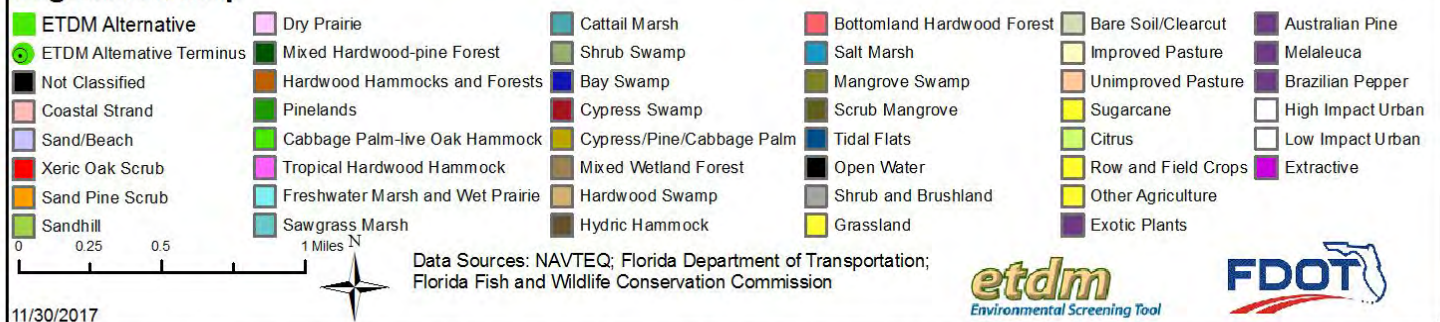 ETDM Alternative
ETDM Alternative Terminus
Not Classified
Coastal Strand
Sand/Beach
Xeric Oak Scrub
Sand Pine Scrub
Sandhill
Dry Prairie
Mixed Hardwood-pine Forest
Hardwood Hammocks and Forests
Pinelands
Cabbage Palm-live Oak Hammock
Tropical Hardwood Hammock
Freshwater Marsh and Wet Prairie
Sawgrass Marsh
Cattail Marsh
Shrub Swamp
Bay Swamp
Cypress Swamp
Cypress/Pine/Cabbage Palm
Mixed Wetland Forest
Hardwood Swamp
Hydric Hammock
Bottomland Hardwood Forest
Salt Marsh
Mangrove Swamp
Scrub Mangrove
Tidal Flats
Open Water
Shrub and Brushland
Grassland
Bare Soil/Clearcut
Improved Pasture
Unimproved Pasture
Sugarcane
Citrus
Row and Field Crops
Other Agriculture
Exotic Plants
Australian Pine
Melaleuca
Brazilian Pepper
High Impact Urban
Low Impact Urban
Extractive
0 0.25 0.5 1 Miles
N
Data Sources: NAVTEQ; Florida Department of Transportation;
Florida Fish and Wildlife Conservation Commission
etdm
Environmental Screening Tool
FDOT
11/30/2017